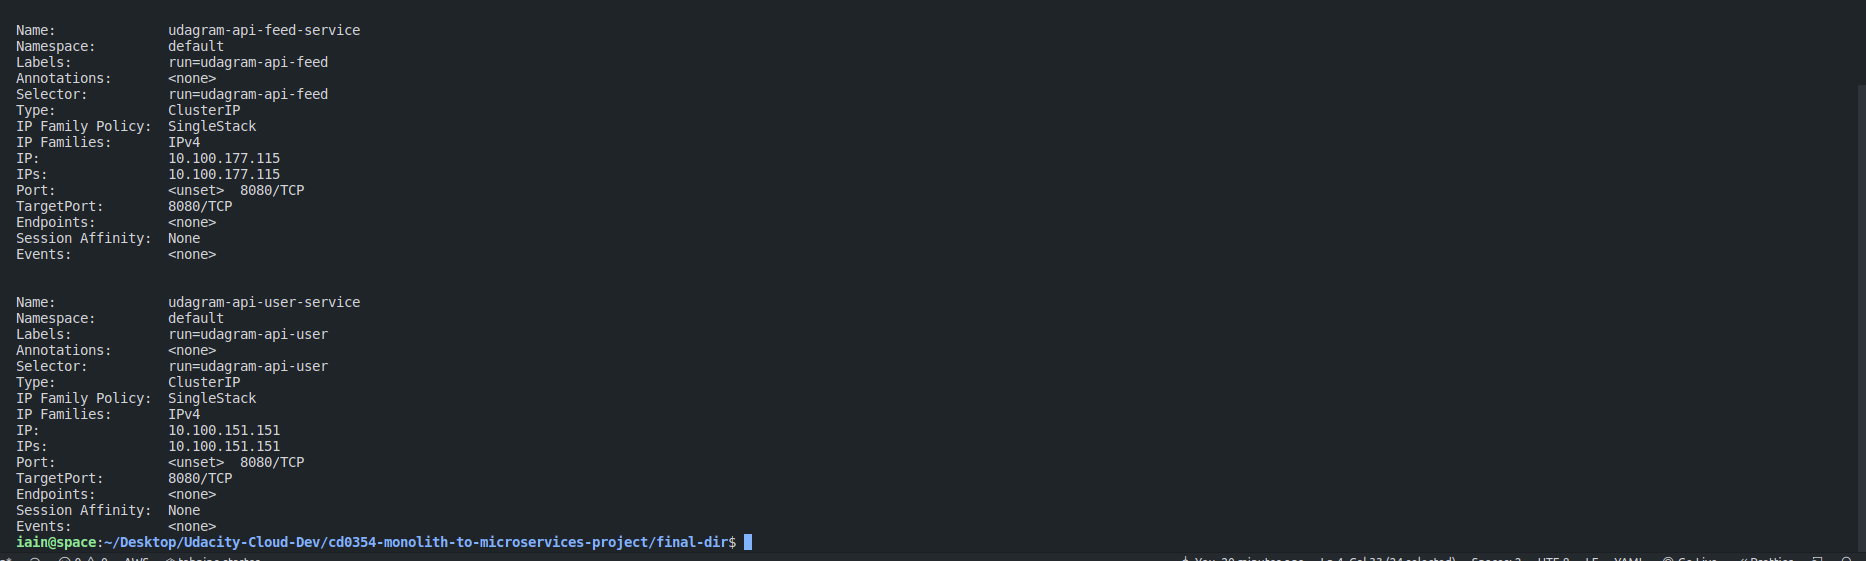 Name:              udagram-api-feed-service
Namespace:         default
Labels:            run=udagram-api-feed
Annotations:       <none>
Selector:          run=udagram-api-feed
Type:              ClusterIP
IP Family Policy:  SingleStack
IP Families:       IPv4
IP:                10.100.177.115
IPs:               10.100.177.115
Port:              <unset>  8080/TCP
TargetPort:        8080/TCP
Endpoints:         <none>
Session Affinity:  None
Events:            <none>
Name:              udagram-api-user-service
Namespace:         default
Labels:            run=udagram-api-user
Annotations:       <none>
Selector:          run=udagram-api-user
Type:              ClusterIP
IP Family Policy:  SingleStack
IP Families:       IPv4
IP:                10.100.151.151
IPs:               10.100.151.151
Port:              <unset>  8080/TCP
TargetPort:        8080/TCP
Endpoints:         <none>
Session Affinity:  None
Events:            <none>
iain@space:~/Desktop/Udacity-Cloud-Dev/cd0354-monolith-to-microservices-project/final-dir$